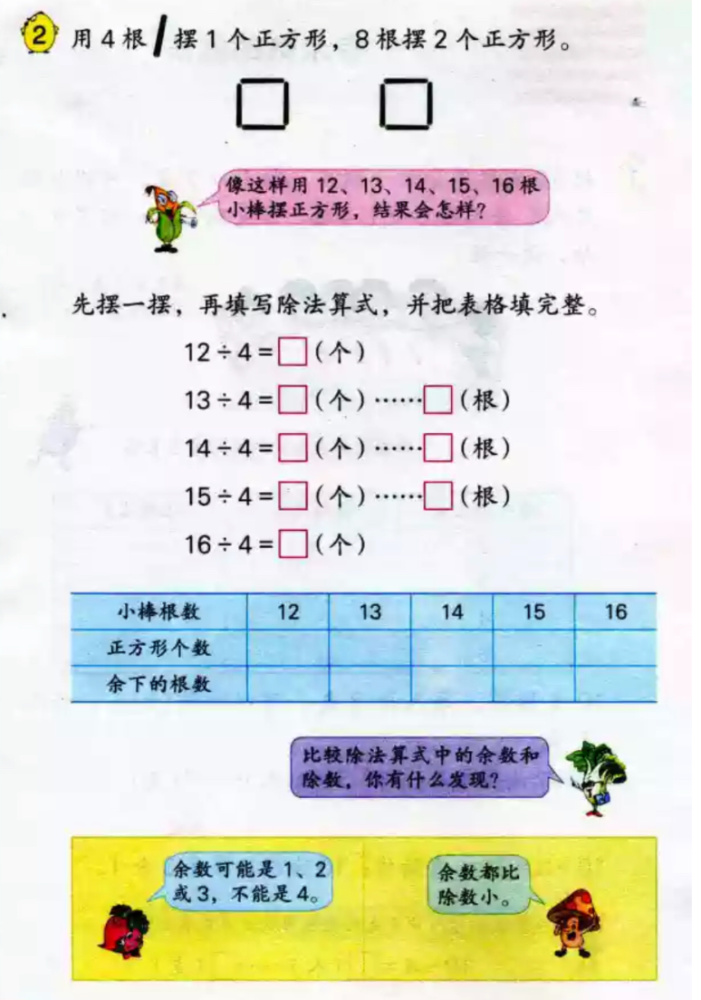 2 用4根 摆1个正方形，8根摆2个正方形。
像这样用12、13、14、15、16根
小棒摆正方形，结果会怎样？
先摆一摆，再填写除法算式，并把表格填完整。
12÷4=□(个)
13÷4=□(个)……□(根)
14÷4=□(个)……□(根)
15÷4=□(个)……□(根)
16÷4=□(个)
小棒根数 12 13 14 15 16
正方形个数
余下的根数
比较除法算式中的余数和
除数，你有什么发现？
余数可能是1、2
或3，不能是4。
余数都比
除数小。